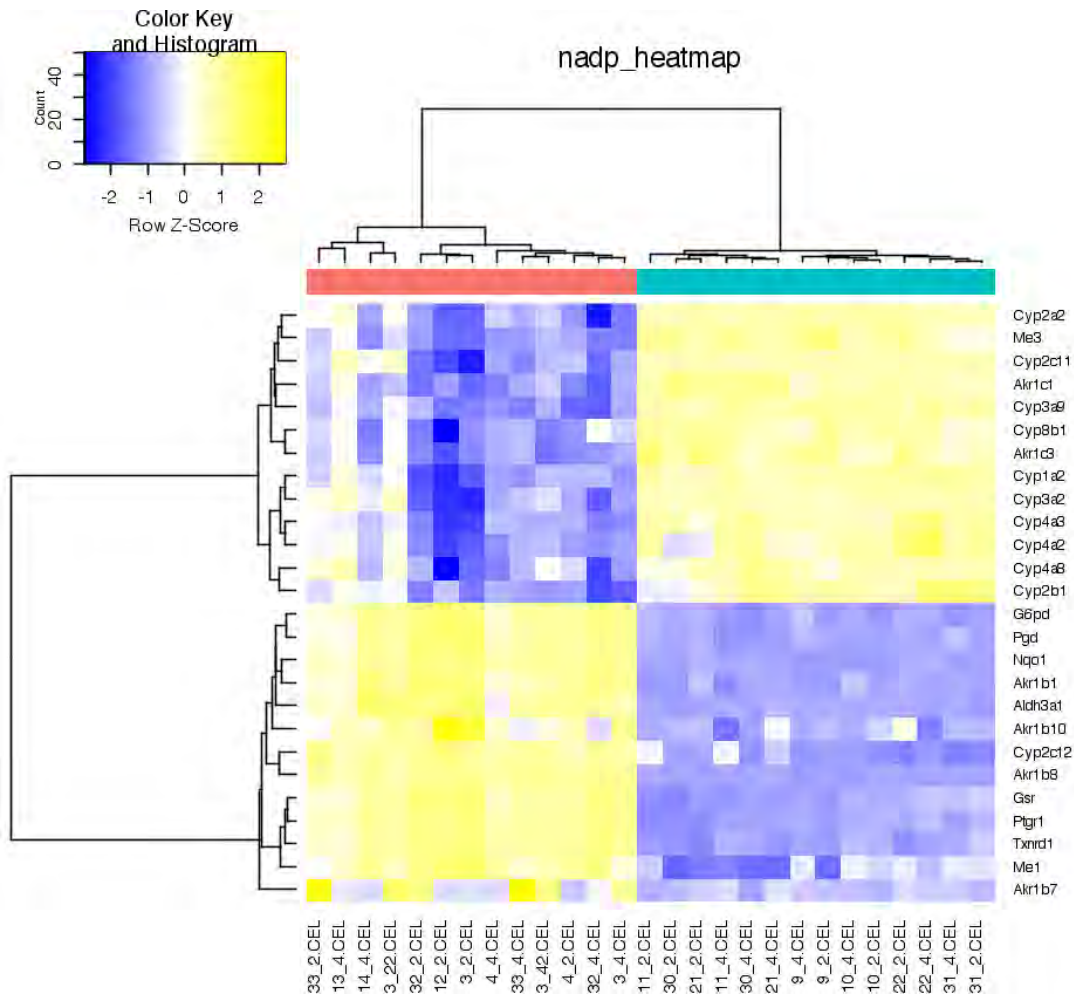 Color Key
and Histogram
Count
0 20 40
-2 -1 0 1 2
Row Z-Score
nadp_heatmap
Cyp2a2
Me3
Cyp2c11
Akr1c1
Cyp3a9
Cyp8b1
Akr1c3
Cyp1a2
Cyp3a2
Cyp4a3
Cyp4a2
Cyp4a8
Cyp2b1
G6pd
Pgd
Nqo1
Akr1b1
Aldh3a1
Akr1b10
Cyp2c12
Akr1b8
Gsr
Ptgr1
Txnrd1
Me1
Akr1b7
33_2.CEL
13_4.CEL
14_4.CEL
3_22.CEL
32_2.CEL
12_2.CEL
3_2.CEL
4_4.CEL
33_4.CEL
3_42.CEL
4_2.CEL
32_4.CEL
3_4.CEL
11_2.CEL
30_2.CEL
21_2.CEL
11_4.CEL
30_4.CEL
21_4.CEL
9_4.CEL
9_2.CEL
10_4.CEL
10_2.CEL
22_2.CEL
22_4.CEL
31_4.CEL
31_2.CEL